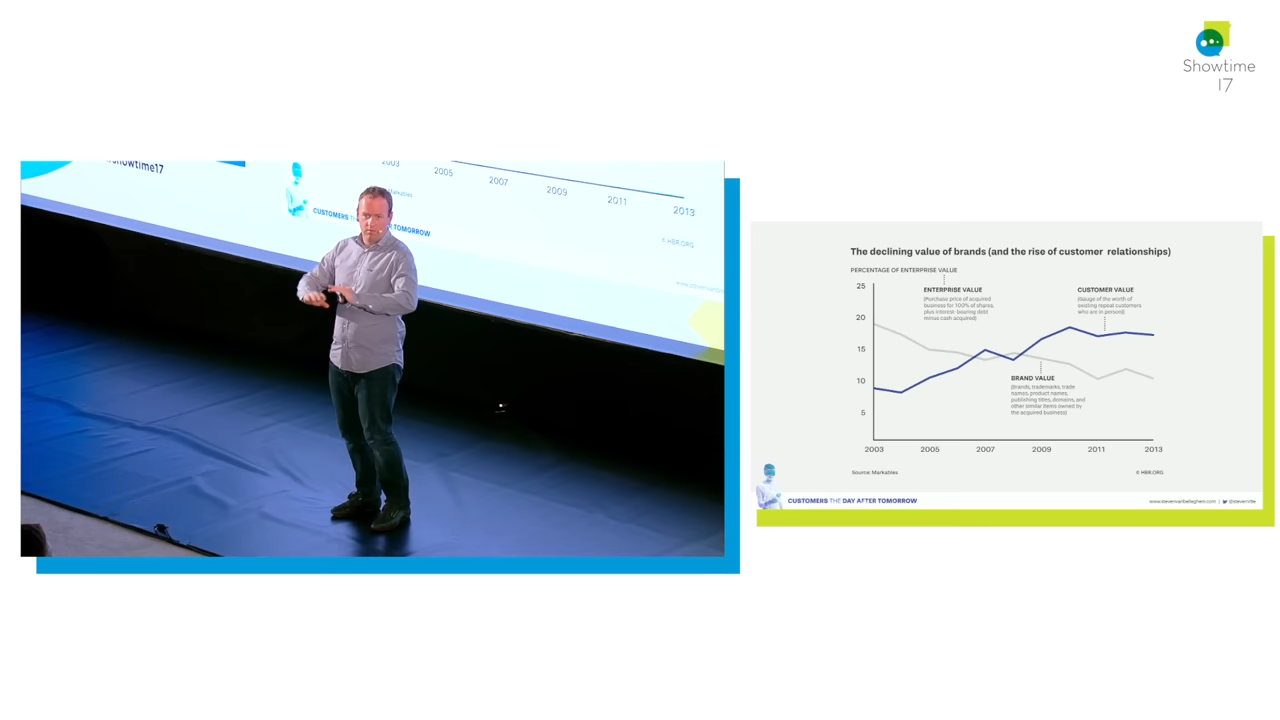 Showtime
17
showtime17
2003
2005
2007
2009
2011
2013
Markables
CUSTOMERS
TOMORROW
© HBR.ORG
The declining value of brands (and the rise of customer relationships)
PERCENTAGE OF ENTERPRISE VALUE
25
20
15
10
5
ENTERPRISE VALUE
(Purchase price of acquired
business for 100% of shares,
plus interest-bearing debt
minus cash acquired)
CUSTOMER VALUE
(Gauge of the worth of
existing repeat customers
who are in person)
BRAND VALUE
(Brands, trademarks, trade
names, product names,
publishing titles, domains, and
other similar items owned by
the acquired business)
2003 2005 2007 2009 2011 2013
Source: Markables
© HBR.ORG
CUSTOMERS THE DAY AFTER TOMORROW
www.stevenvanbelleghem.com |